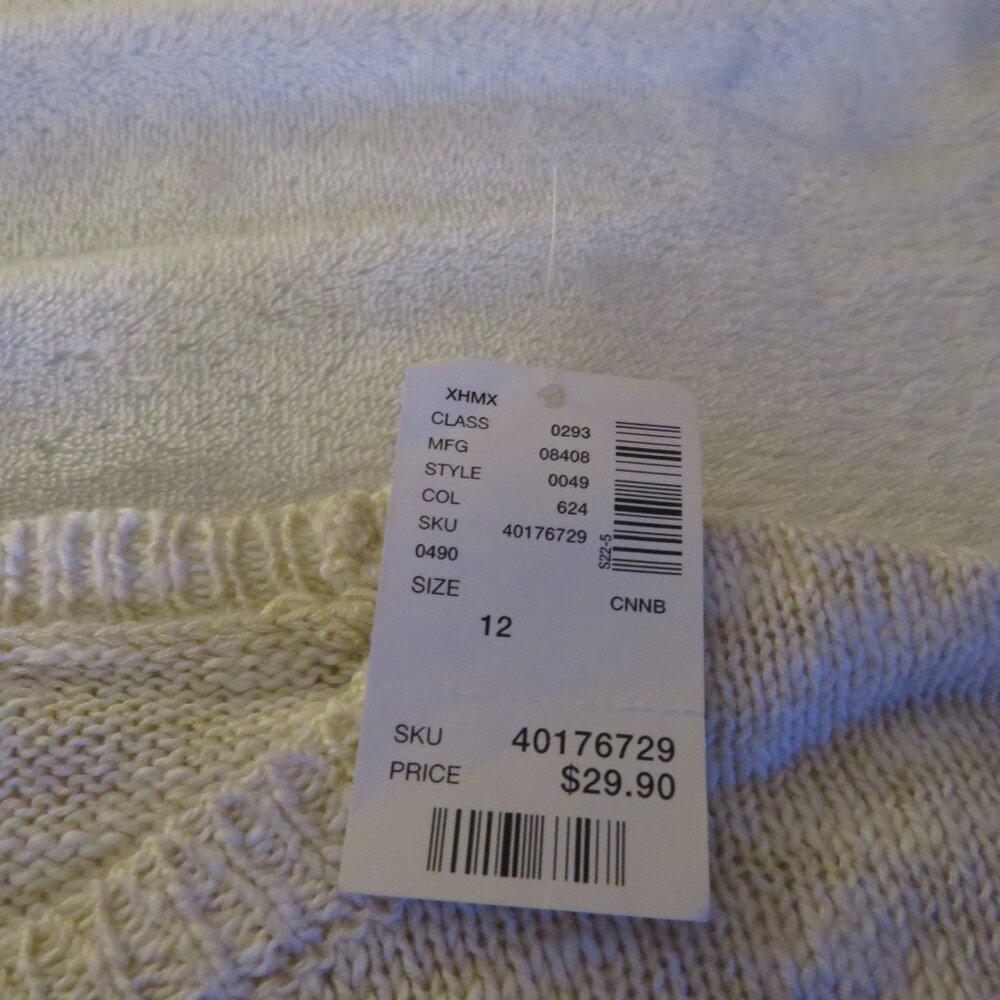 XHMX
CLASS 0293
MFG 08408
STYLE 0049
COL 624
SKU 40176729
0490
SIZE
12
S22-5
CNNB
SKU 40176729
PRICE $29.90